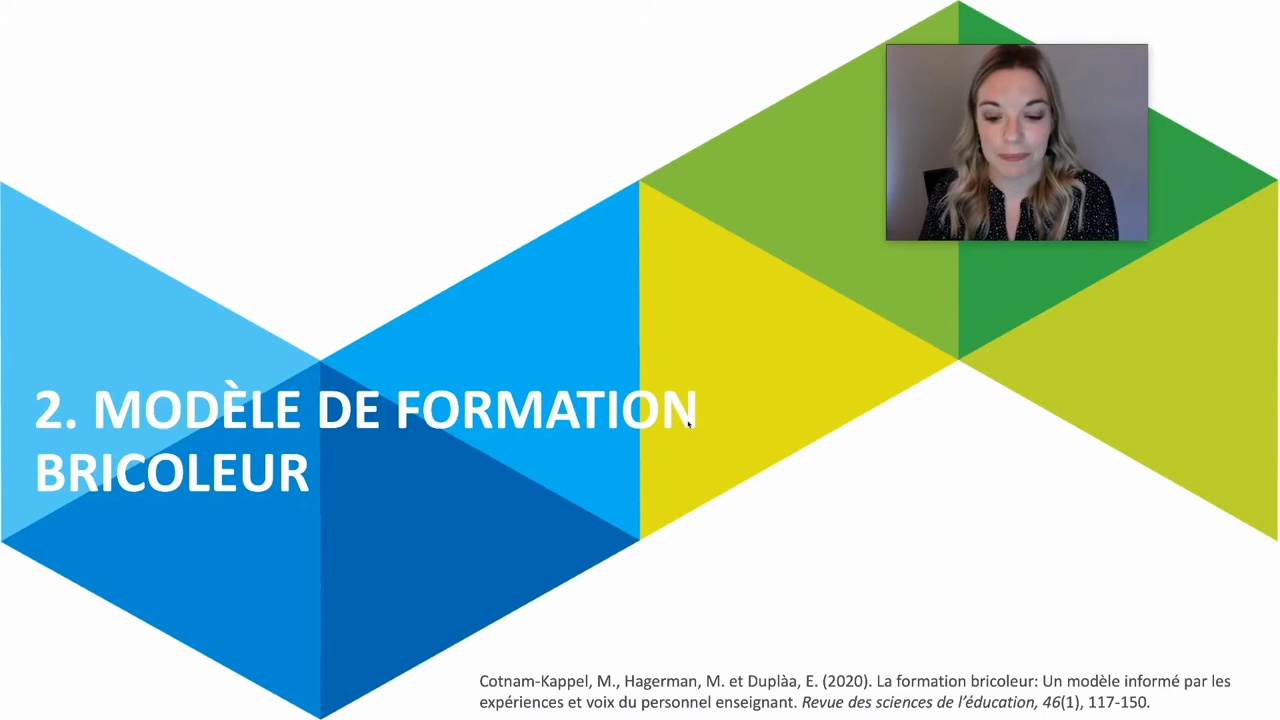 2. MODÈLE DE FORMATION
BRICOLEUR
Cotnam-Kappel, M., Hagerman, M. et Duplàa, E. (2020). La formation bricoleur: Un modèle informé par les
expériences et voix du personnel enseignant. Revue des sciences de l’éducation, 46(1), 117-150.